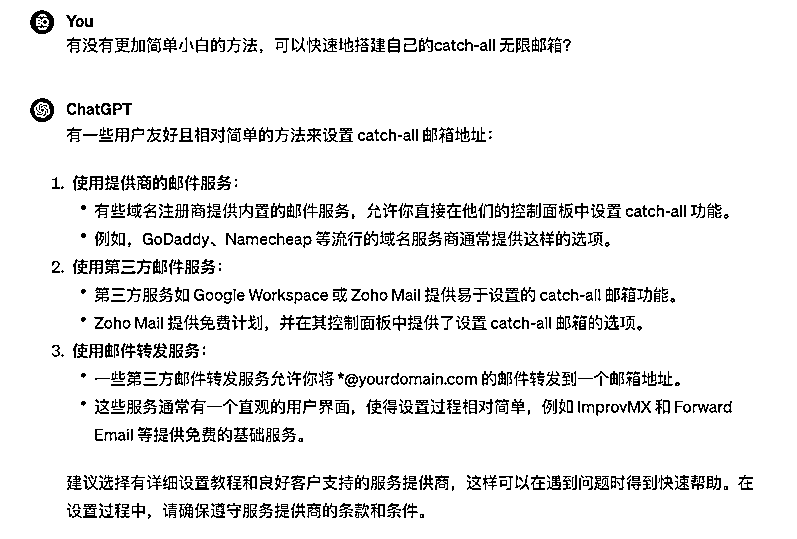 You
有没有更加简单小白的方法，可以快速地搭建自己的catch-all 无限邮箱？
ChatGPT
有一些用户友好且相对简单的方法来设置 catch-all 邮箱地址：
1. 使用提供商的邮件服务：
• 有些域名注册商提供内置的邮件服务，允许你直接在他们的控制面板中设置 catch-all 功能。
• 例如，GoDaddy、Namecheap 等流行的域名服务商通常提供这样的选项。
2. 使用第三方邮件服务：
• 第三方服务如 Google Workspace 或 Zoho Mail 提供易于设置的 catch-all 邮箱功能。
• Zoho Mail 提供免费计划，并在其控制面板中提供了设置 catch-all 邮箱的选项。
3. 使用邮件转发服务：
• 一些第三方邮件转发服务允许你将 *@yourdomain.com 的邮件转发到一个邮箱地址。
• 这些服务通常有一个直观的用户界面，使得设置过程相对简单，例如 ImprovMX 和 Forward
Email 等提供免费的基础服务。
建议选择有详细设置教程和良好客户支持的服务提供商，这样可以在遇到问题时得到快速帮助。在
设置过程中，请确保遵守服务提供商的条款和条件。